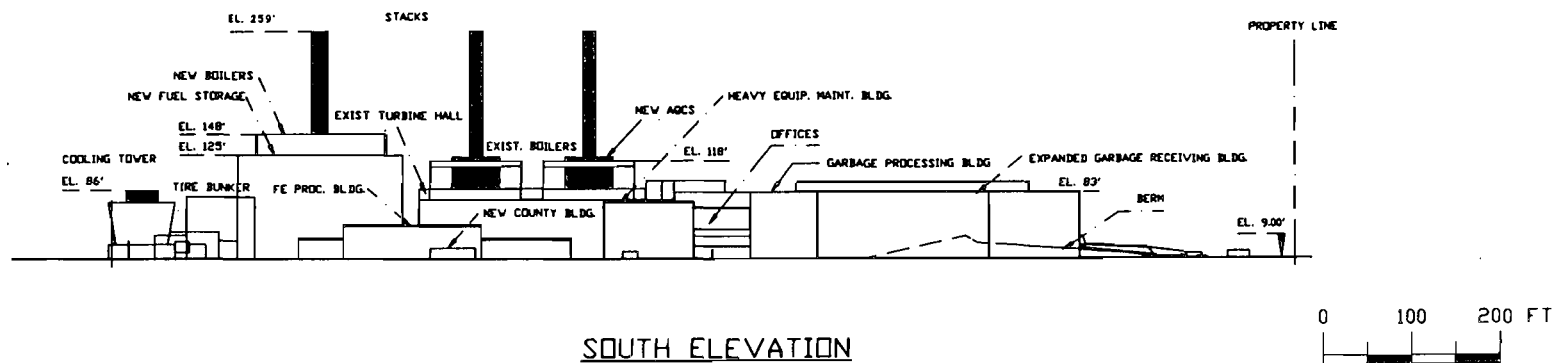 EL. 259'
STACKS
PROPERTY LINE
NEW BOILERS
NEW FUEL STORAGE
EXIST TURBINE HALL
NEW AQCS
HEAVY EQUIP. MAINT. BLDG.
EL. 148'
EL. 125'
EXIST. BOILERS
EL. 118'
OFFICES
COOLING TOWER
GARBAGE PROCESSING BLDG
EXPANDED GARBAGE RECEIVING BLDG.
EL. 86'
TIRE BUNKER
FE PROC. BLDG.
EL. 83'
NEW COUNTY BLDG.
BERM
EL. 9.00'
0 100 200 FT
SOUTH ELEVATION